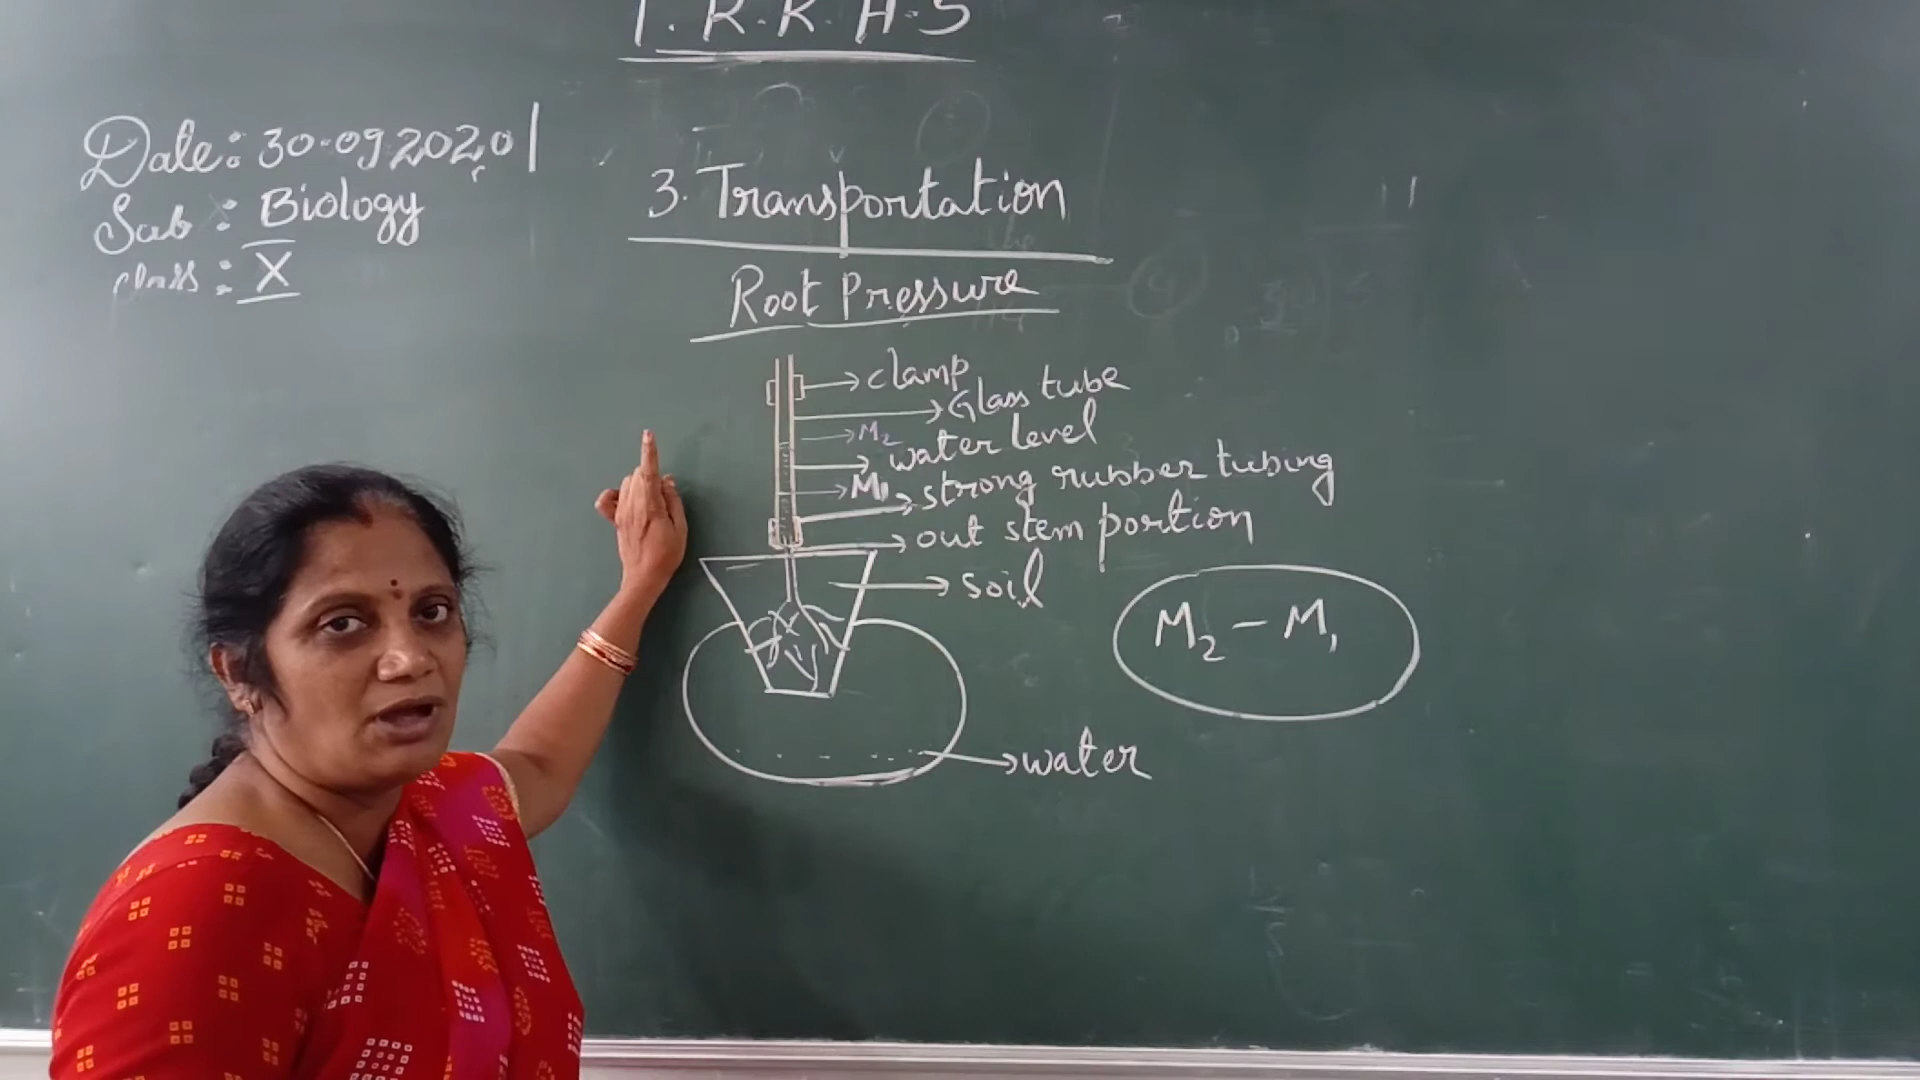 T.R.R.H.S
Date: 30-09 2020
Sub : Biology
class : X
3. Transportation
Root Pressure
clamp
Glass tube
M2
water level
M1
strong rubber tubing
out stem portion
soil
M2 - M1
water